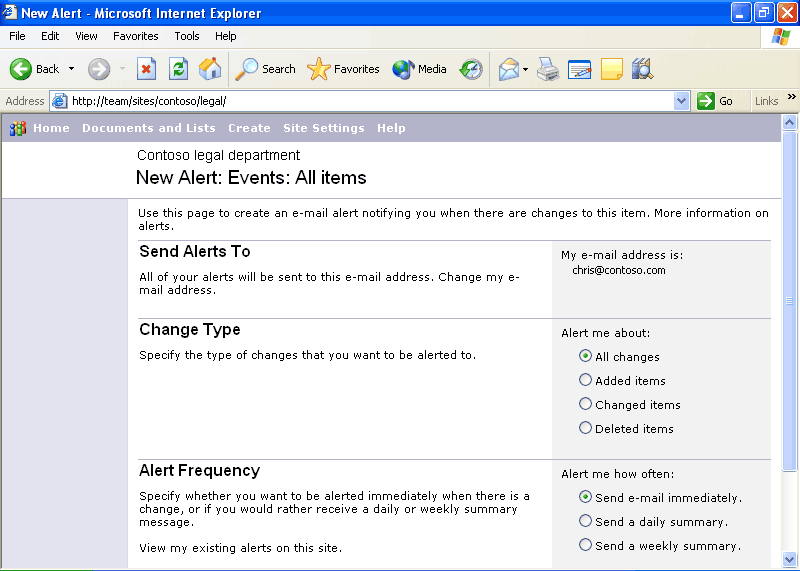 New Alert - Microsoft Internet Explorer
File Edit View Favorites Tools Help
Back Search Favorites Media
Address http://team/sites/contoso/legal/ Go Links »
Home Documents and Lists Create Site Settings Help
Contoso legal department
New Alert: Events: All items
Use this page to create an e-mail alert notifying you when there are changes to this item. More information on
alerts.
Send Alerts To
All of your alerts will be sent to this e-mail address. Change my e-
mail address.
My e-mail address is:
chris@contoso.com
Change Type
Specify the type of changes that you want to be alerted to.
Alert me about:
All changes
Added items
Changed items
Deleted items
Alert Frequency
Specify whether you want to be alerted immediately when there is a
change, or if you would rather receive a daily or weekly summary
message.
View my existing alerts on this site.
Alert me how often:
Send e-mail immediately.
Send a daily summary.
Send a weekly summary.